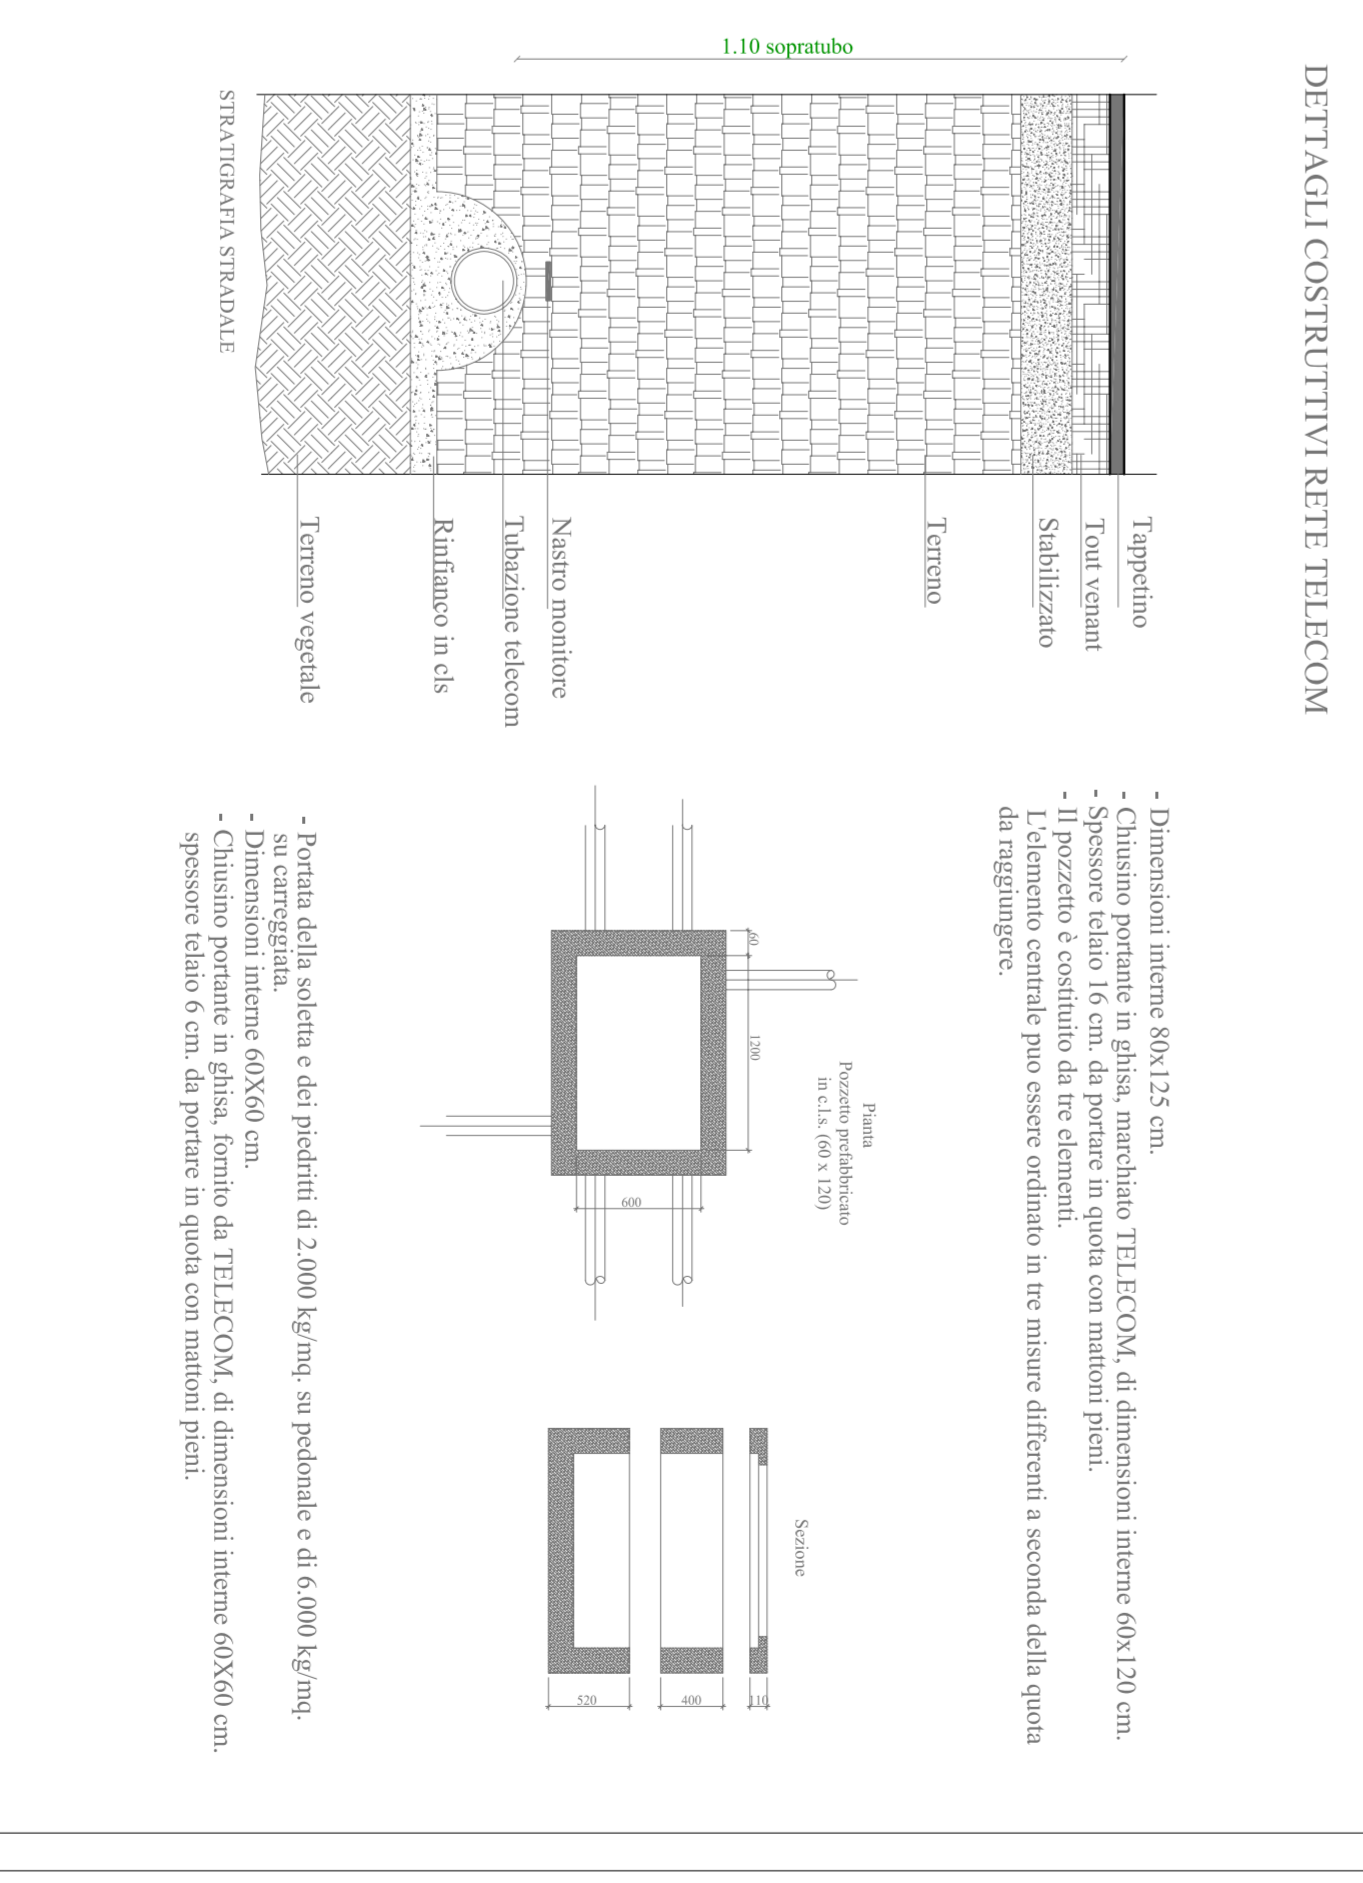 DETTAGLI COSTRUTTIVI RETE TELECOM
1.10 sopratubo
Tappetino
Tout venant
Stabilizzato
Terreno
Nastro monitore
Tubazione telecom
Rinfianco in cls
Terreno vegetale
STRATIGRAFIA STRADALE
- Dimensioni interne 80x125 cm.
- Chiusino portante in ghisa, marchiato TELECOM, di dimensioni interne 60x120 cm.
- Spessore telaio 16 cm. da portare in quota con mattoni pieni.
- Il pozzetto è costituito da tre elementi.
L'elemento centrale puo essere ordinato in tre misure differenti a seconda della quota
da raggiungere.
Pianta
Pozzetto prefabbricato
in c.l.s. (60 x 120)
60
1200
600
Sezione
110
400
520
- Portata della soletta e dei piedritti di 2.000 kg/mq. su pedonale e di 6.000 kg/mq.
su carreggiata.
- Dimensioni interne 60X60 cm.
- Chiusino portante in ghisa, fornito da TELECOM, di dimensioni interne 60X60 cm.
spessore telaio 6 cm. da portare in quota con mattoni pieni.